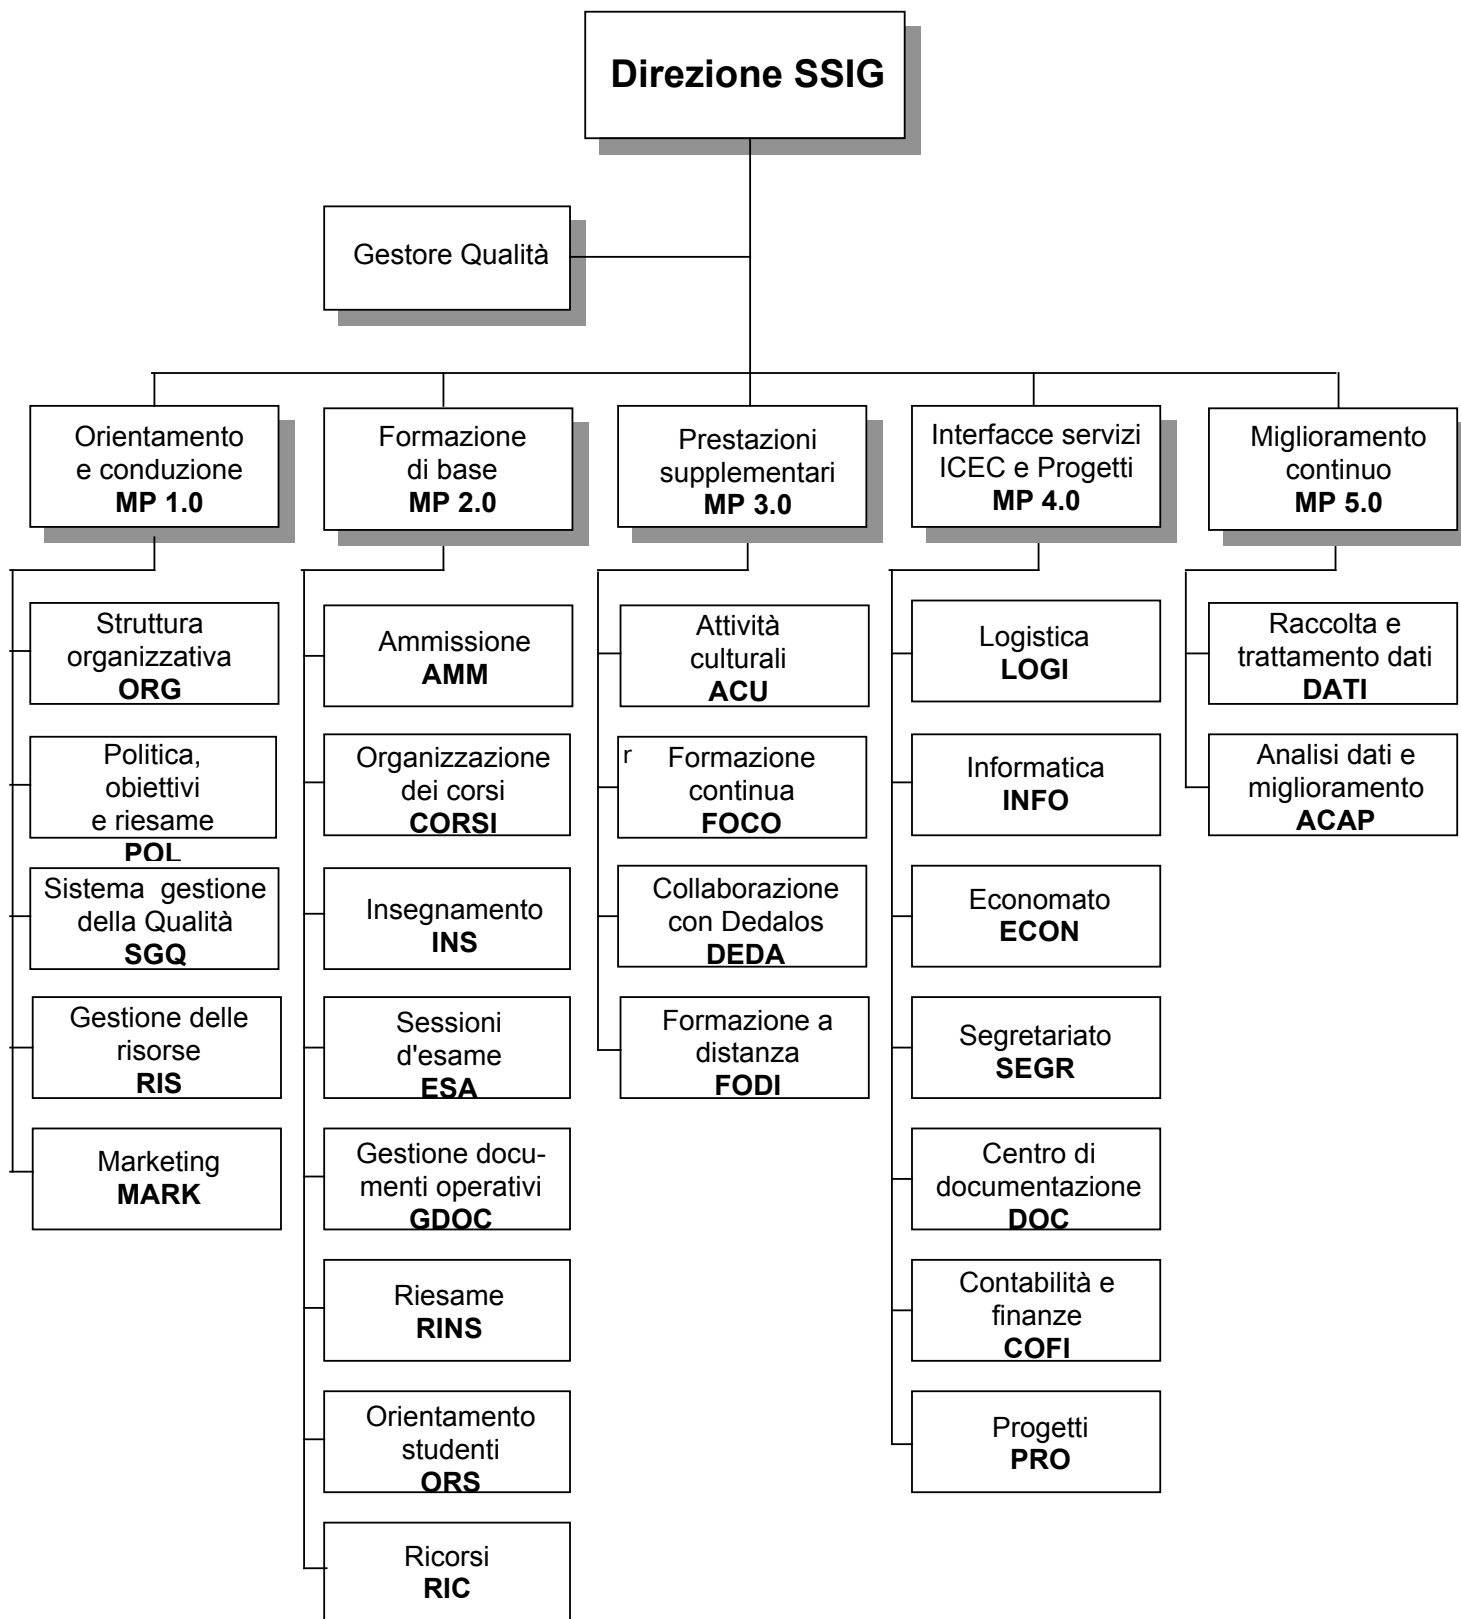 Direzione SSIG
Gestore Qualità
Orientamento
e conduzione
MP 1.0
Formazione
di base
MP 2.0
Prestazioni
supplementari
MP 3.0
Interfacce servizi
ICEC e Progetti
MP 4.0
Miglioramento
continuo
MP 5.0
Struttura
organizzativa
ORG
Politica,
obiettivi
e riesame
POL
Sistema gestione
della Qualità
SGQ
Gestione delle
risorse
RIS
Marketing
MARK
Ammissione
AMM
Organizzazione
dei corsi
CORSI
Insegnamento
INS
Sessioni
d'esame
ESA
Gestione docu-
menti operativi
GDOC
Riesame
RINS
Orientamento
studenti
ORS
Ricorsi
RIC
Attività
culturali
ACU
r Formazione
continua
FOCO
Collaborazione
con Dedalos
DEDA
Formazione a
distanza
FODI
Logistica
LOGI
Informatica
INFO
Economato
ECON
Segretariato
SEGR
Centro di
documentazione
DOC
Contabilità e
finanze
COFI
Progetti
PRO
Raccolta e
trattamento dati
DATI
Analisi dati e
miglioramento
ACAP